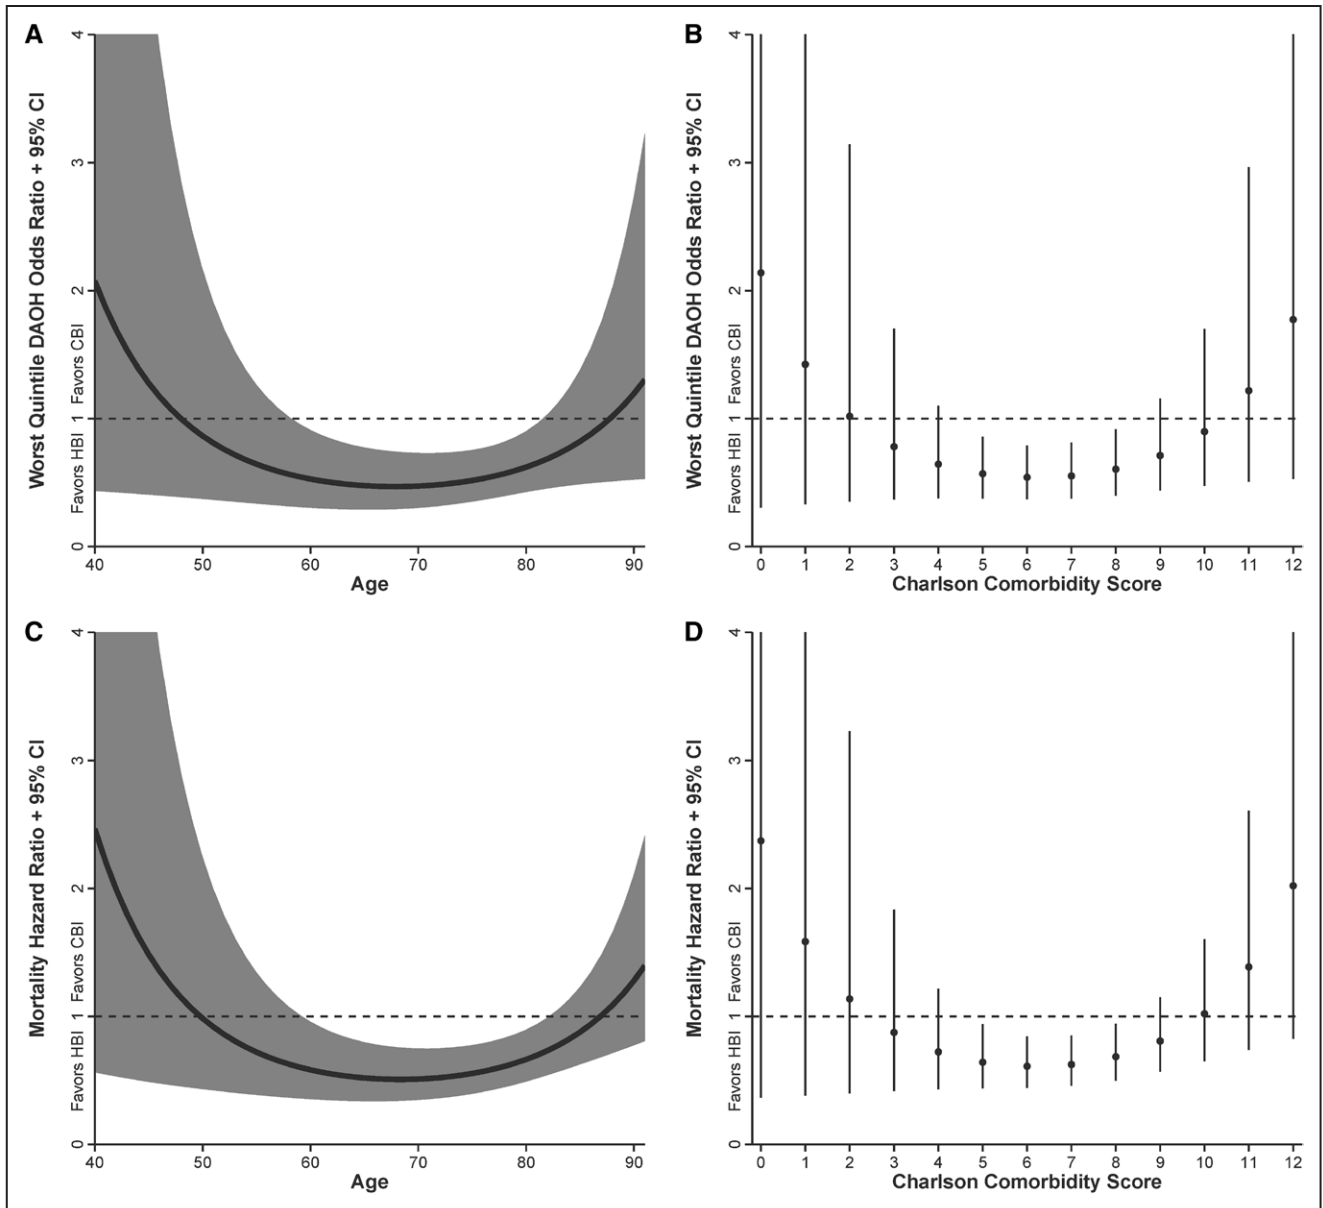 A
Worst Quintile DAOH Odds Ratio + 95% CI
Favors HBI
Favors CBI
4
3
2
1
0
40 50 60 70 80 90
Age
B
Worst Quintile DAOH Odds Ratio + 95% CI
Favors HBI
Favors CBI
4
3
2
1
0
0 1 2 3 4 5 6 7 8 9 10 11 12
Charlson Comorbidity Score
C
Mortality Hazard Ratio + 95% CI
Favors HBI
Favors CBI
4
3
2
1
0
40 50 60 70 80 90
Age
D
Mortality Hazard Ratio + 95% CI
Favors HBI
Favors CBI
4
3
2
1
0
0 1 2 3 4 5 6 7 8 9 10 11 12
Charlson Comorbidity Score